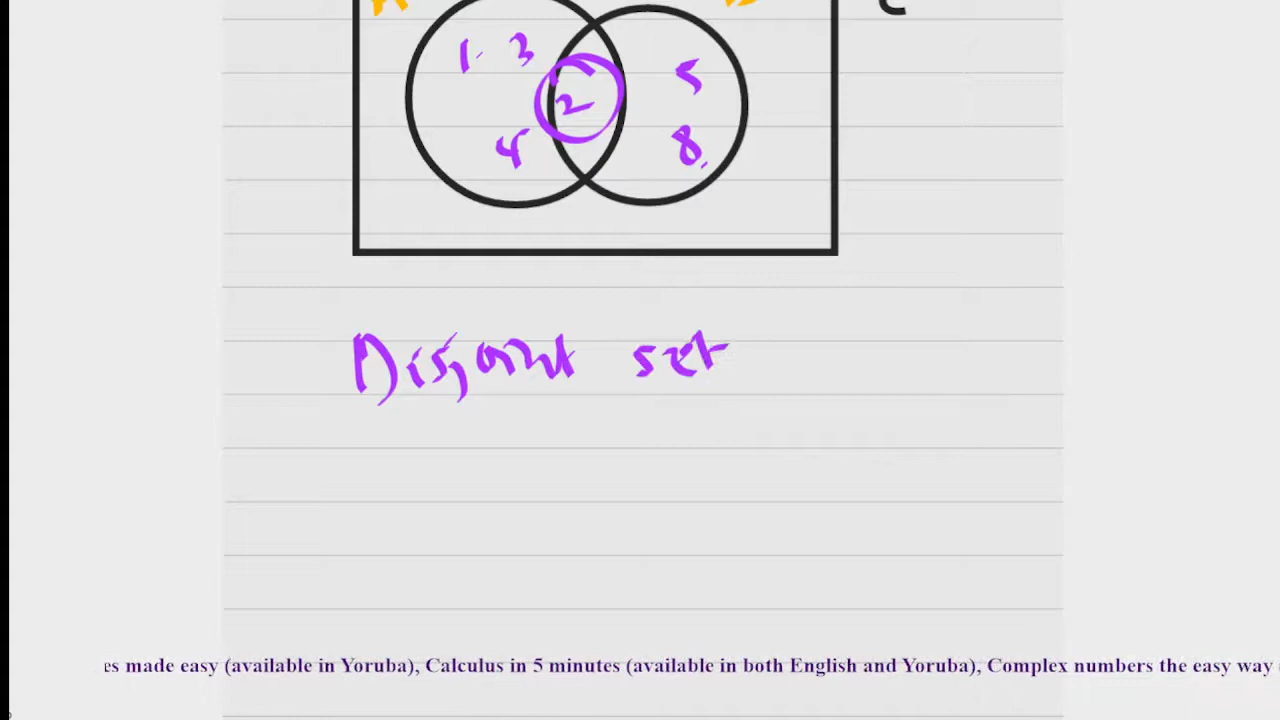 1 3 5
2
4 8
Disjoint set
es made easy (available in Yoruba), Calculus in 5 minutes (available in both English and Yoruba), Complex numbers the easy way